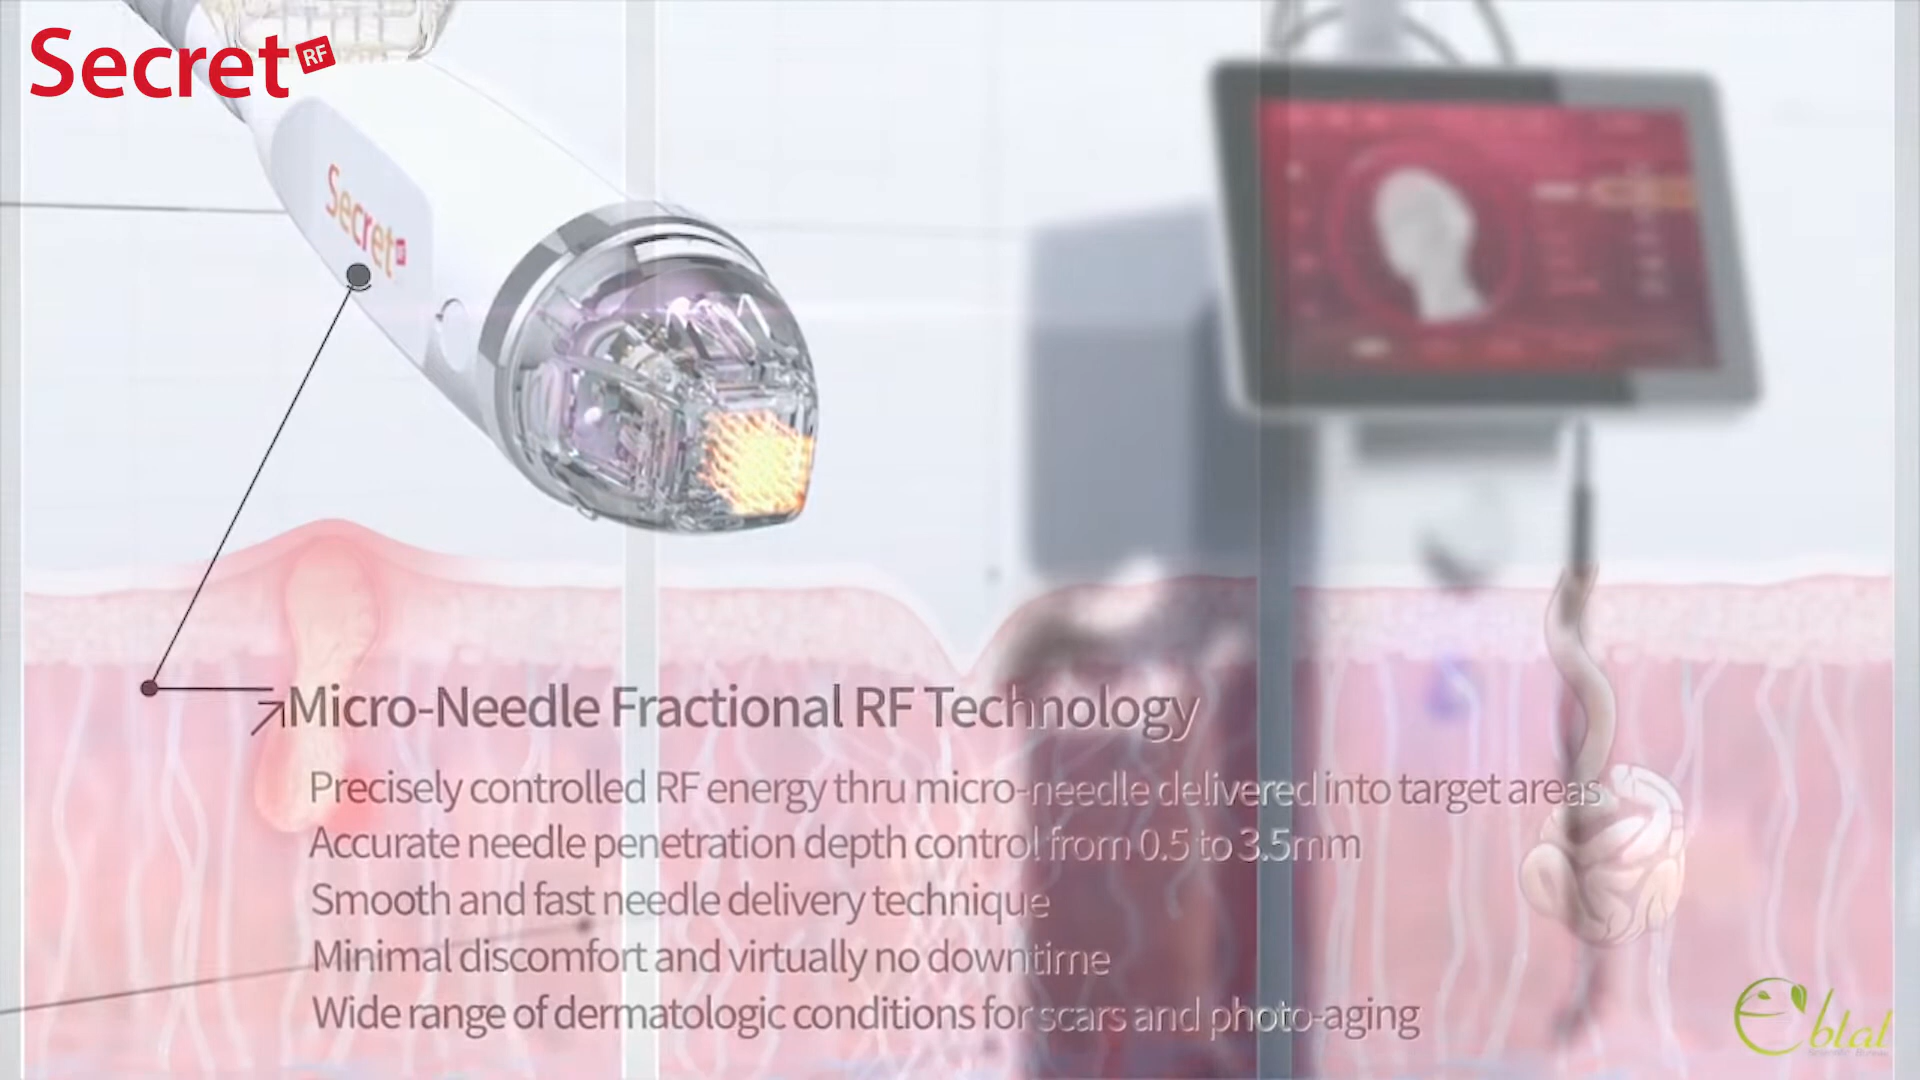 Secret RF
Secret RF
Micro-Needle Fractional RF Technology
Precisely controlled RF energy thru micro-needle delivered into target areas
Accurate needle penetration depth control from 0.5 to 3.5mm
Smooth and fast needle delivery technique
Minimal discomfort and virtually no downtime
Wide range of dermatologic conditions for scars and photo-aging
eblal